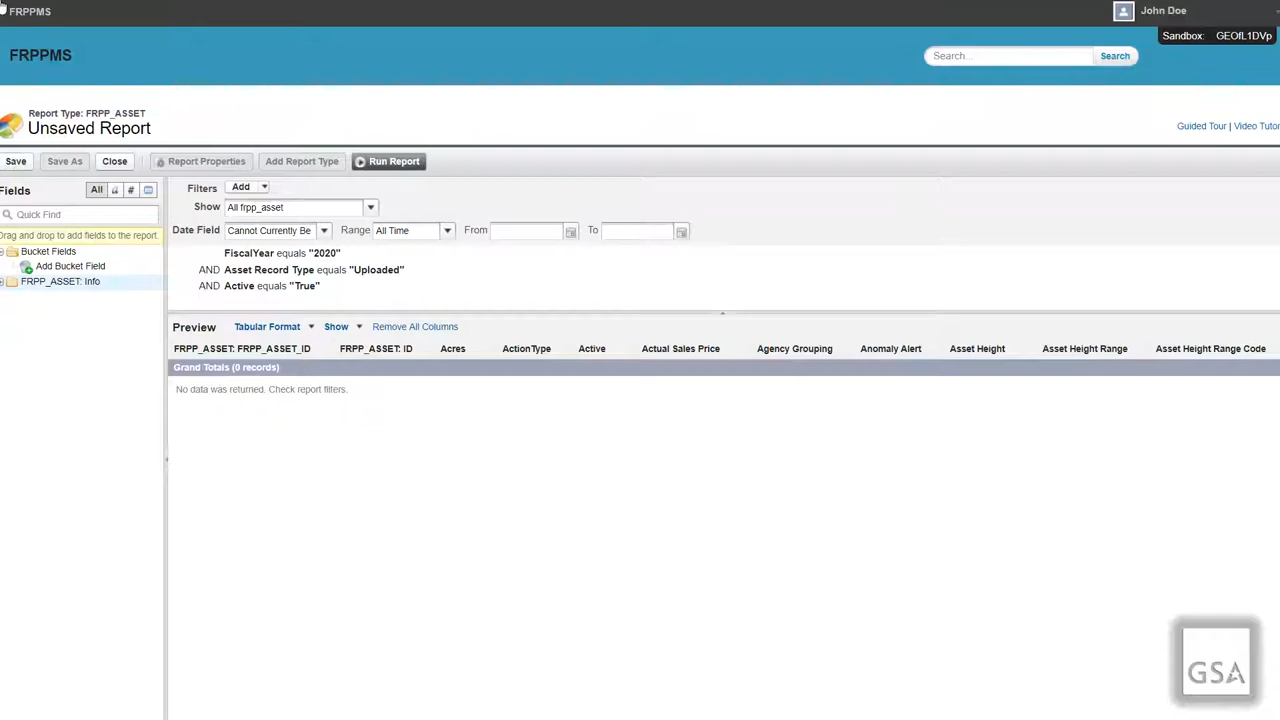 FRPPMS
John Doe
Sandbox: GEOfL1DVp
FRPPMS
Search...
Search
Report Type: FRPP_ASSET
Unsaved Report
Guided Tour | Video Tutor
Save
Save As
Close
Report Properties
Add Report Type
Run Report
Fields
All
#
Quick Find
Drag and drop to add fields to the report.
Bucket Fields
Add Bucket Field
FRPP_ASSET: Info
Filters Add
Show All frpp_asset
Date Field Cannot Currently Be Range All Time From To
FiscalYear equals "2020"
AND Asset Record Type equals "Uploaded"
AND Active equals "True"
Preview Tabular Format Show Remove All Columns
FRPP_ASSET: FRPP_ASSET_ID FRPP_ASSET: ID Acres ActionType Active Actual Sales Price Agency Grouping Anomaly Alert Asset Height Asset Height Range Asset Height Range Code
Grand Totals (0 records)
No data was returned. Check report filters.
GSA